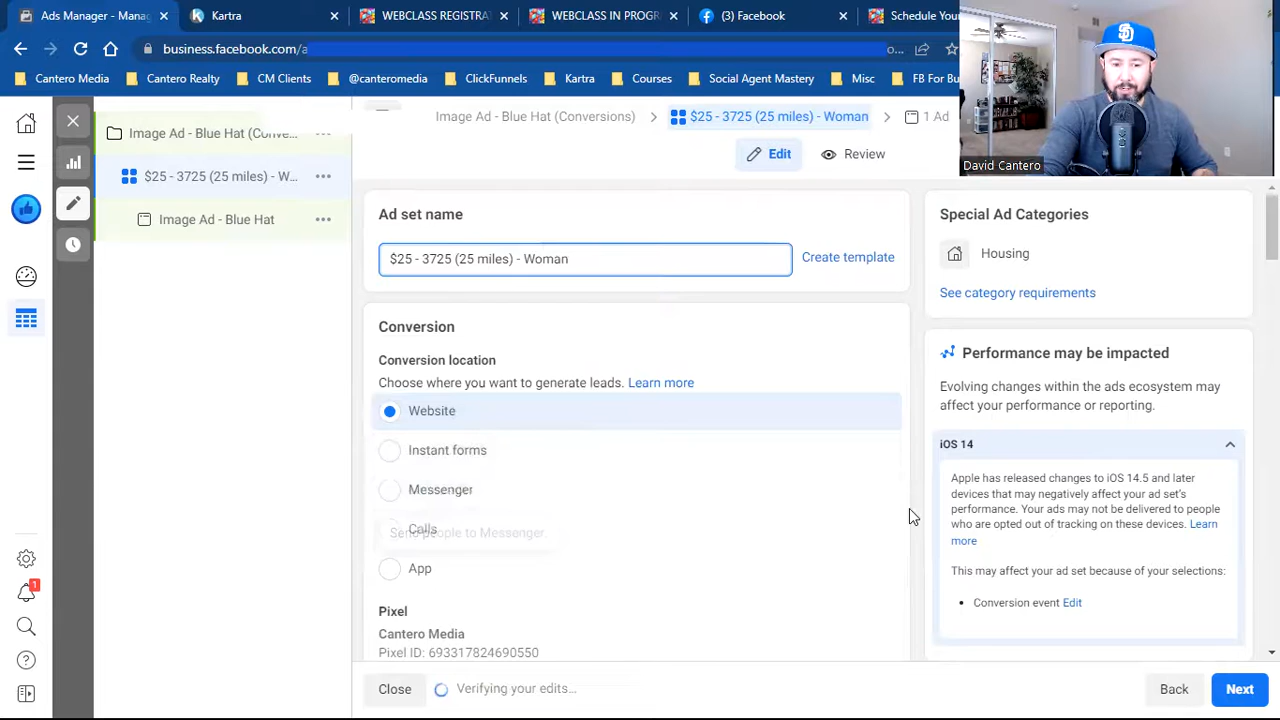 Ads Manager - Manag
Kartra
WEBCLASS REGISTRA
WEBCLASS IN PROGR
(3) Facebook
Schedule Your
business.facebook.com/a
o...
Cantero Media
Cantero Realty
CM Clients
@canteromedia
ClickFunnels
Kartra
Courses
Social Agent Mastery
Misc
FB For Bu
David Cantero
Image Ad - Blue Hat (Conve...
$25 - 3725 (25 miles) - W...
Image Ad - Blue Hat
Image Ad - Blue Hat (Conversions)
$25 - 3725 (25 miles) - Woman
1 Ad
Edit
Review
Ad set name
$25 - 3725 (25 miles) - Woman
Create template
Conversion
Conversion location
Choose where you want to generate leads. Learn more
Website
Instant forms
Messenger
Calls
Send people to Messenger.
App
Pixel
Cantero Media
Pixel ID: 693317824690550
Special Ad Categories
Housing
See category requirements
Performance may be impacted
Evolving changes within the ads ecosystem may
affect your performance or reporting.
iOS 14
Apple has released changes to iOS 14.5 and later
devices that may negatively affect your ad set's
performance. Your ads may not be delivered to people
who are opted out of tracking on these devices. Learn
more
This may affect your ad set because of your selections:
Conversion event Edit
1
Close
Verifying your edits...
Back
Next